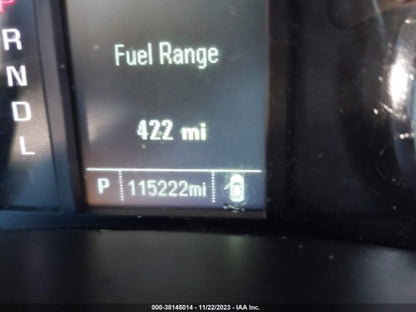 P
R
N
D
L
Fuel Range
422 mi
P 115222mi
000-38145014 - 11/22/2023 - IAA Inc.